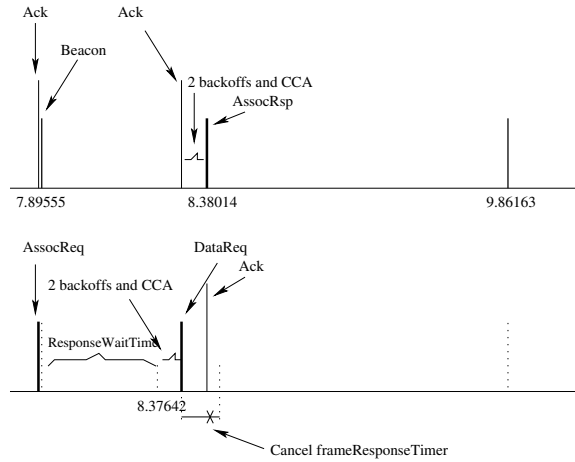 Ack
Ack
Beacon
2 backoffs and CCA
AssocRsp
7.89555
8.38014
9.86163
AssocReq
DataReq
Ack
2 backoffs and CCA
ResponseWaitTime
8.37642
Cancel frameResponseTimer